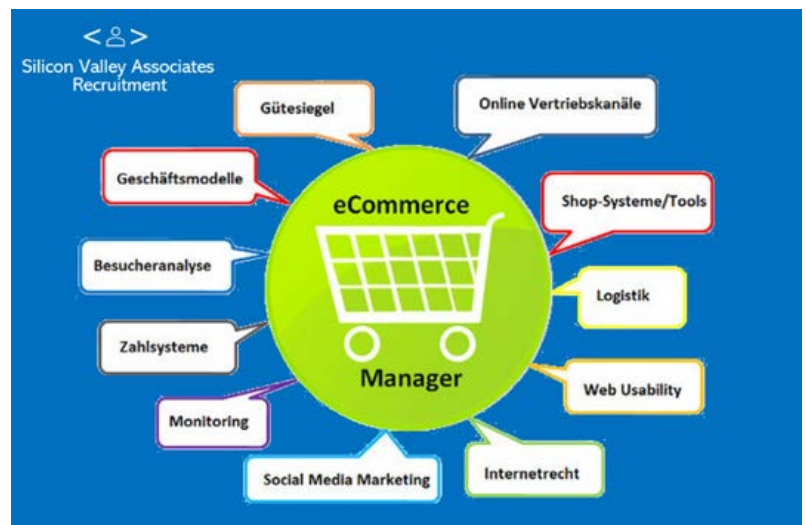 Silicon Valley Associates
Recruitment
Gütesiegel
Online Vertriebskanäle
Geschäftsmodelle
eCommerce
Shop-Systeme/Tools
Besucheranalyse
Logistik
Zahlsysteme
Manager
Web Usability
Monitoring
Social Media Marketing
Internetrecht